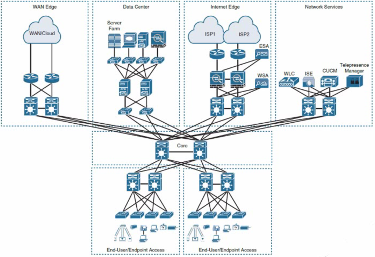 WAN Edge
Data Center
Internet Edge
Network Services
WAN/Cloud
Server
Farm
ISP1
ISP2
ESA
WSA
Telepresence
Manager
WLC
ISE
CUCM
Core
End-User/Endpoint Access
End-User/Endpoint Access